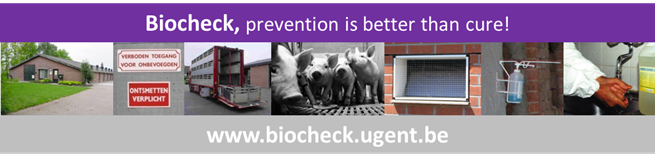 Biocheck, prevention is better than cure!
VERBODEN TOEGANG
VOOR ONBEVOEGDEN
ONTSMETTEN
VERPLICHT
www.biocheck.ugent.be